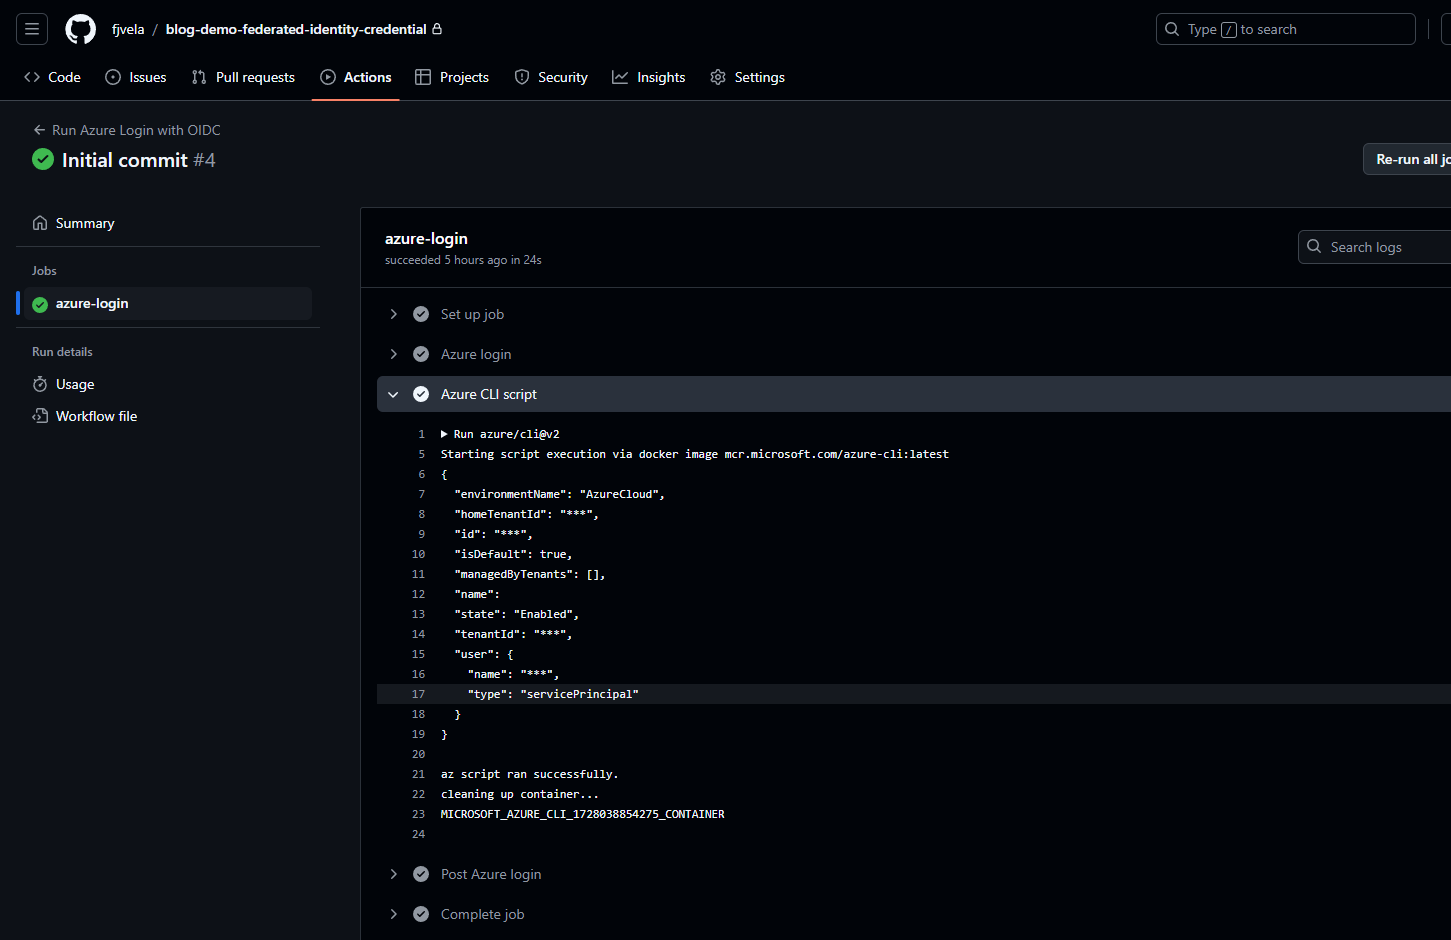 fjvela / blog-demo-federated-identity-credential
Type / to search
Code Issues Pull requests Actions Projects Security Insights Settings
Run Azure Login with OIDC
Initial commit #4
Re-run all jo
Summary
Jobs
azure-login
Run details
Usage
Workflow file
azure-login
succeeded 5 hours ago in 24s
Search logs
Set up job
Azure login
Azure CLI script
1 Run azure/cli@v2
5 Starting script execution via docker image mcr.microsoft.com/azure-cli:latest
6 {
7 "environmentName": "AzureCloud",
8 "homeTenantId": "***",
9 "id": "***",
10 "isDefault": true,
11 "managedByTenants": [],
12 "name":
13 "state": "Enabled",
14 "tenantId": "***",
15 "user": {
16 "name": "***",
17 "type": "servicePrincipal"
18 }
19 }
20
21 az script ran successfully.
22 cleaning up container...
23 MICROSOFT_AZURE_CLI_1728038854275_CONTAINER
24
Post Azure login
Complete job